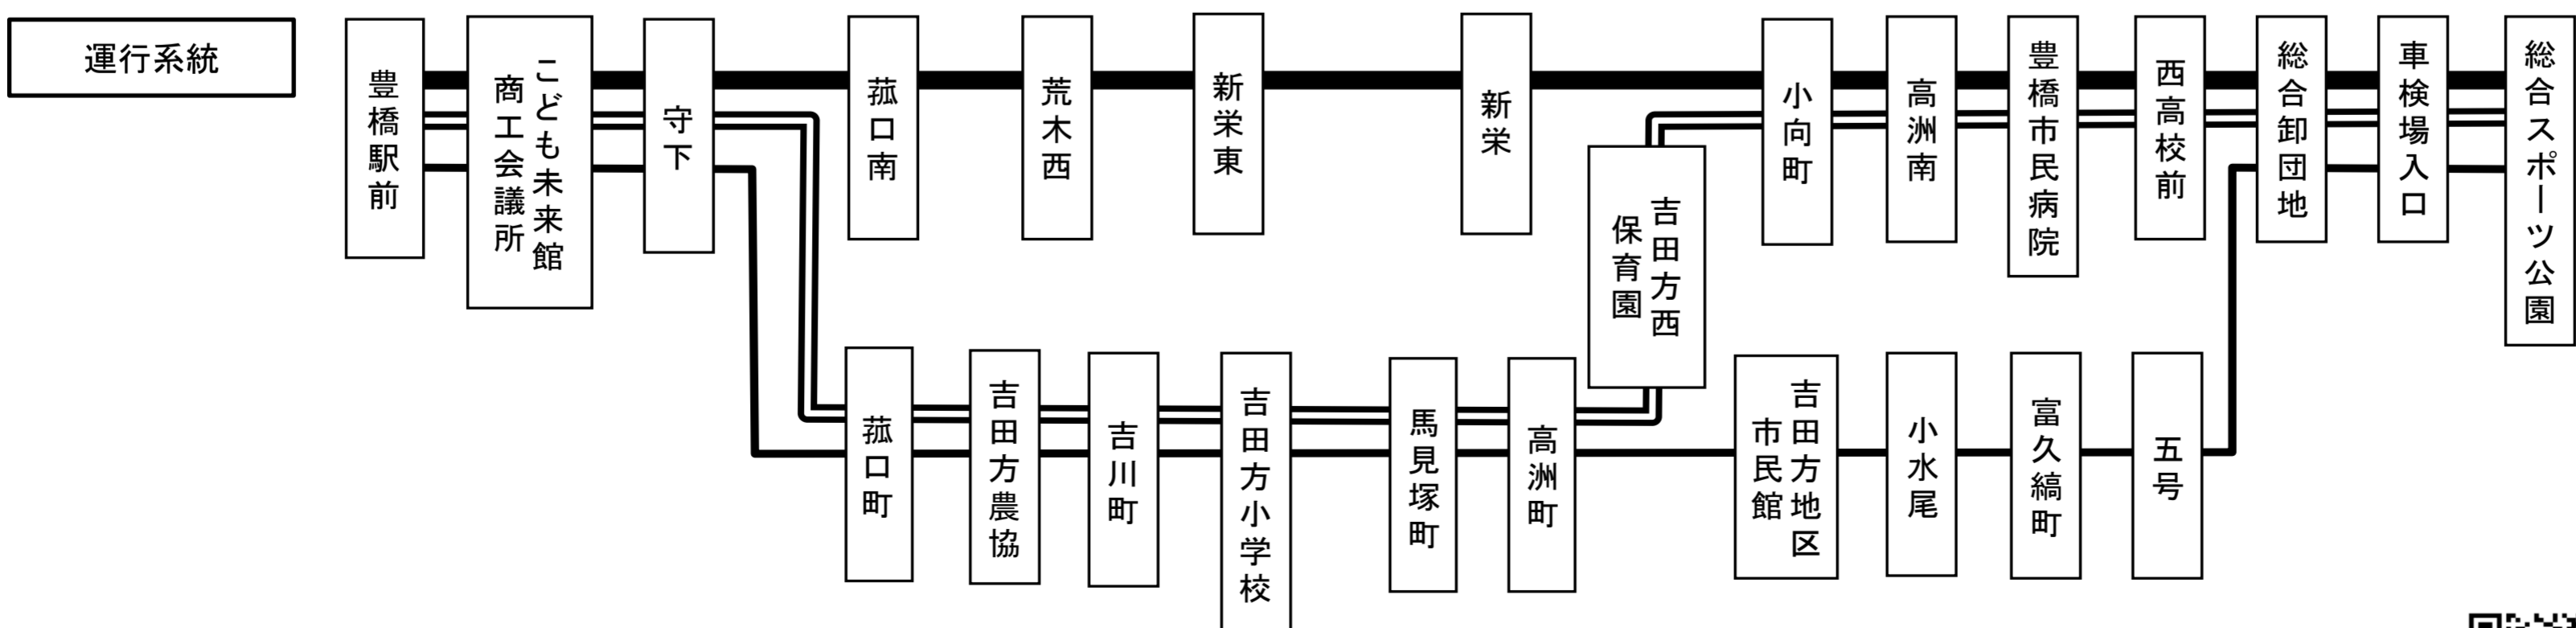 運行系統
豊橋駅前
こども未来館
商工会議所
守下
菰口南
荒木西
新栄東
新栄
吉田方西
保育園
小向町
高洲南
豊橋市民病院
西高校前
総合卸団地
車検場入口
総合スポーツ公園
菰口町
吉田方農協
吉川町
吉田方小学校
馬見塚町
高洲町
吉田方地区
市民館
小水尾
富久縞町
五号